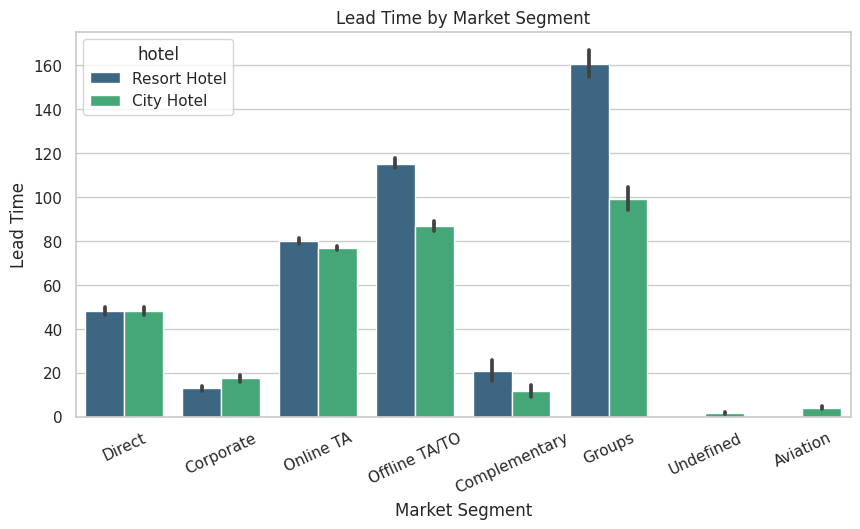 Lead Time by Market Segment
hotel
Resort Hotel
City Hotel
Lead Time
160
140
120
100
80
60
40
20
0
Direct
Corporate
Online TA
Offline TA/TO
Complementary
Groups
Undefined
Aviation
Market Segment